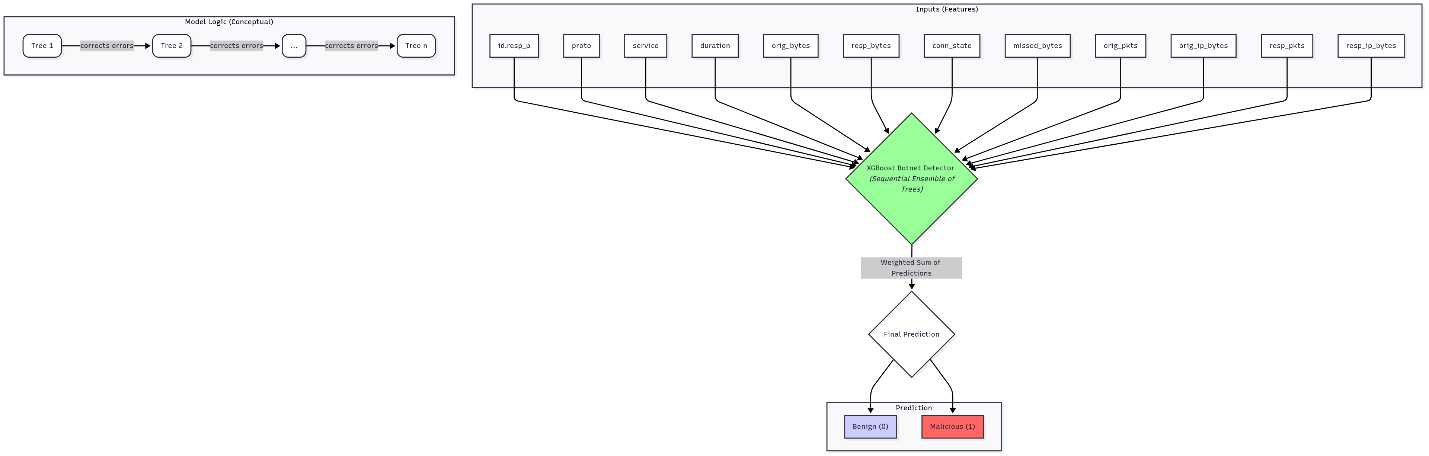 Model Logic (Conceptual)
Tree 1
corrects errors
Tree 2
corrects errors
...
corrects errors
Tree n
Inputs (Features)
id.resp_p
proto
service
duration
orig_bytes
resp_bytes
conn_state
missed_bytes
orig_pkts
orig_ip_bytes
resp_pkts
resp_ip_bytes
XGBoost Botnet Detector
(Sequential Ensemble of
Trees)
Weighted Sum of
Predictions
Final Prediction
Prediction
Benign (0)
Malicious (1)